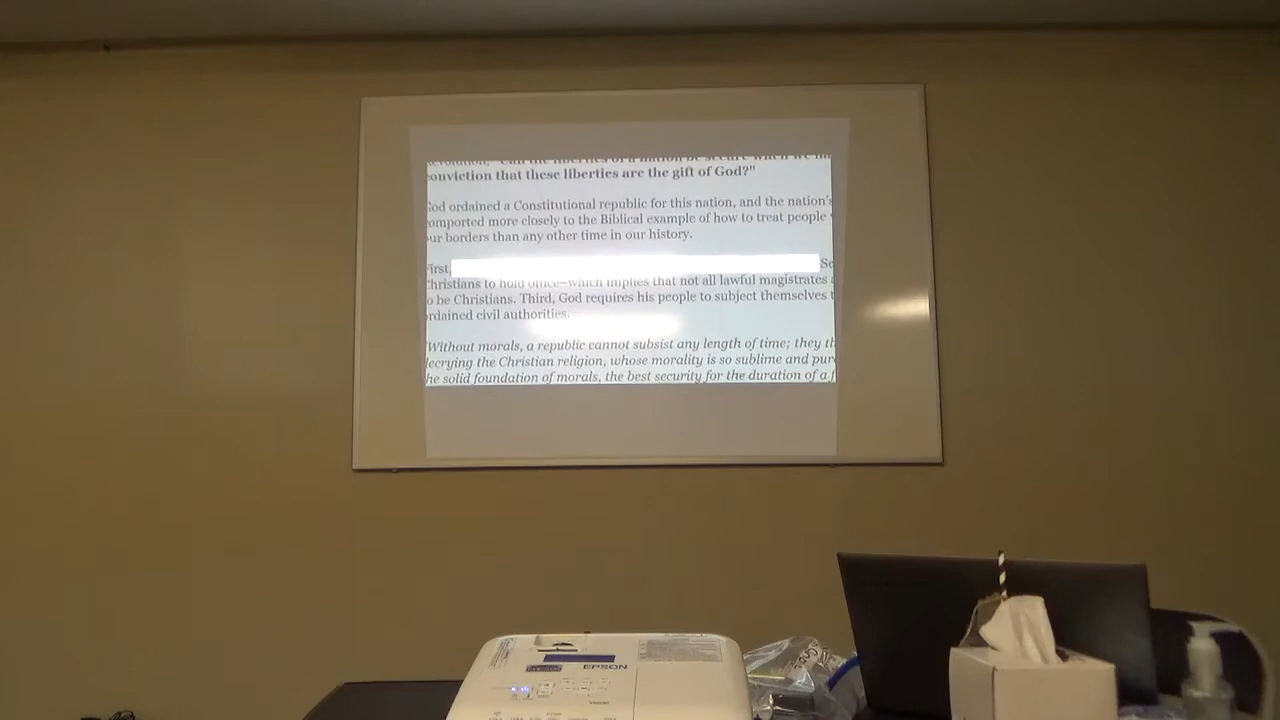 conviction that these liberties are the gift of God?"
God ordained a Constitutional republic for this nation, and the nation's
comported more closely to the Biblical example of how to treat people
our borders than any other time in our history.
First,
Christians to hold office—which implies that not all lawful magistrates
to be Christians. Third, God requires his people to subject themselves
ordained civil authorities.
Without morals, a republic cannot subsist any length of time; they th
decrying the Christian religion, whose morality is so sublime and pur
the solid foundation of morals, the best security for the duration of a f
EPSON